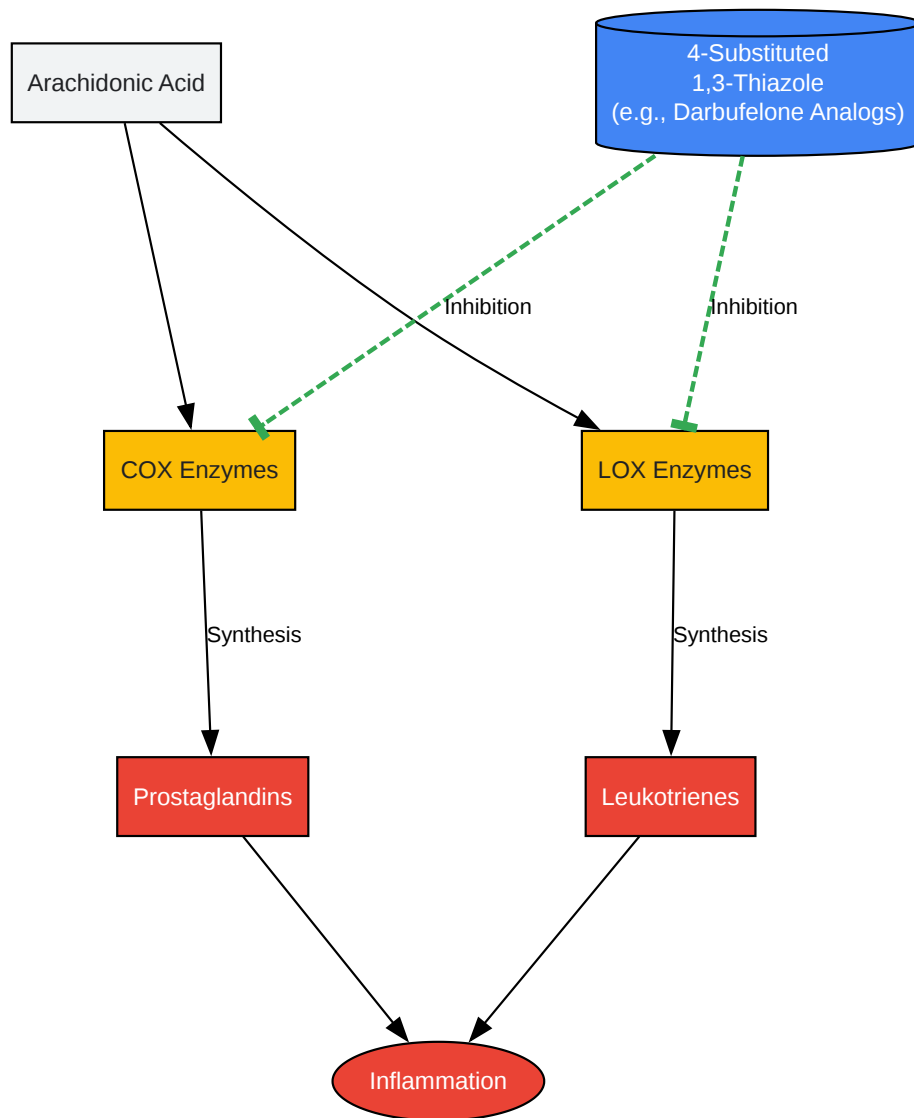 Arachidonic Acid
4-Substituted
1,3-Thiazole
(e.g., Darbufelone Analogs)
Inhibition
Inhibition
COX Enzymes
LOX Enzymes
Synthesis
Synthesis
Prostaglandins
Leukotrienes
Inflammation